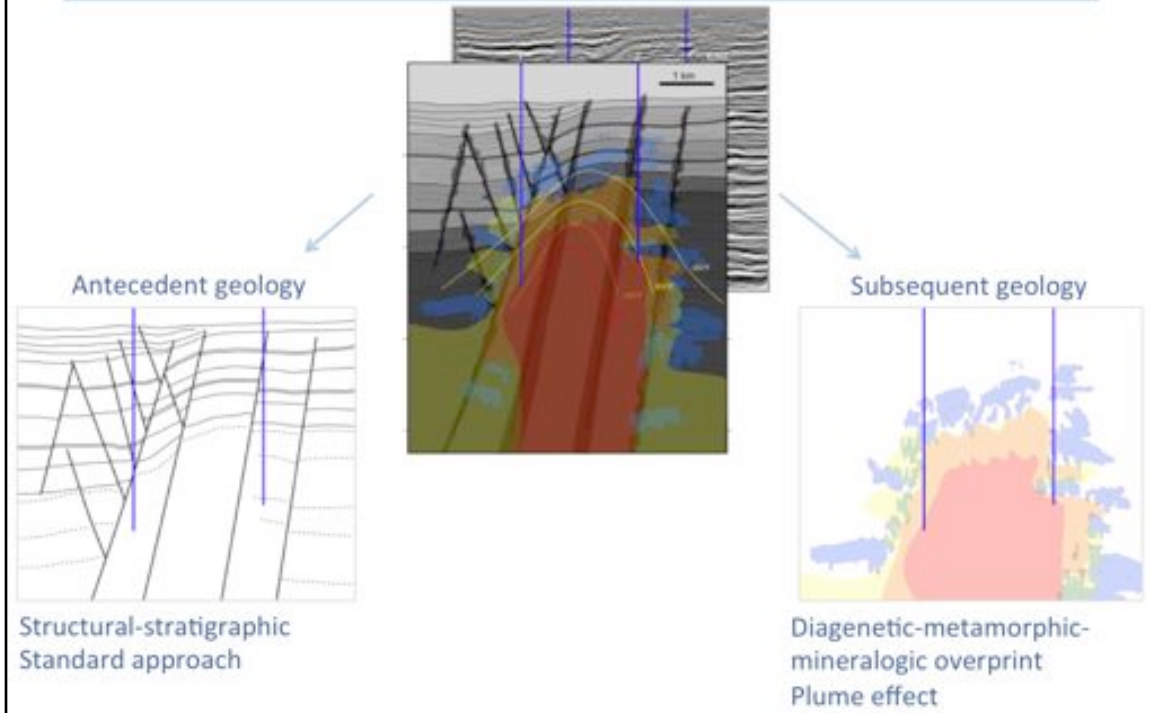 1 km
Antecedent geology
Subsequent geology
Structural-stratigraphic
Standard approach
Diagenetic-metamorphic-
mineralogic overprint
Plume effect